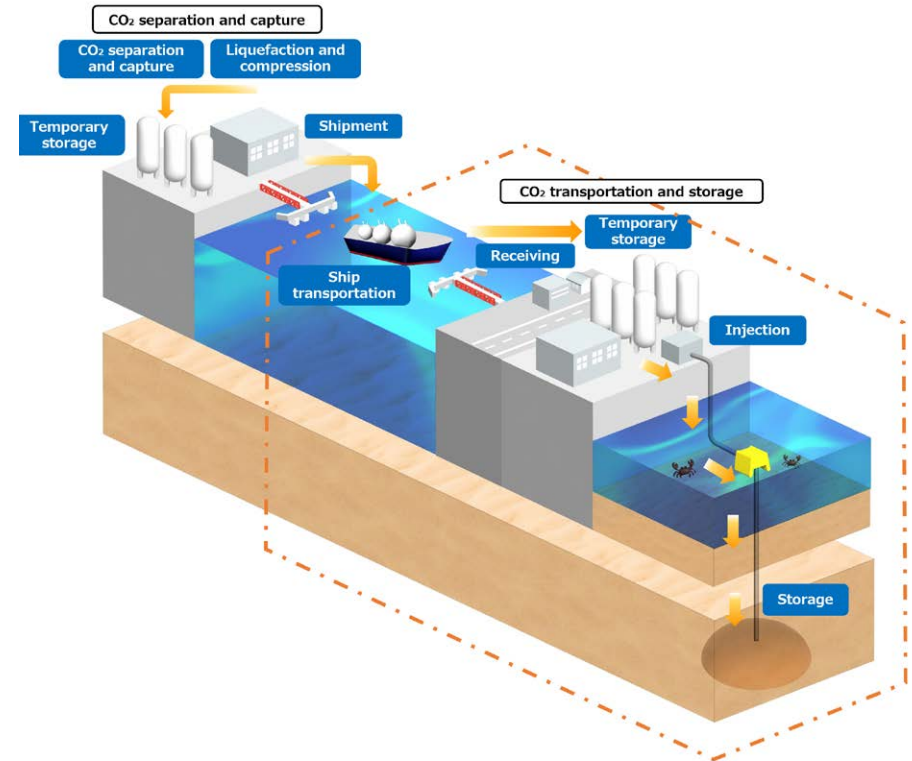 CO₂ separation and capture
CO₂ separation
and capture
Liquefaction and
compression
Temporary
storage
Shipment
CO₂ transportation and storage
Temporary
storage
Receiving
Ship
transportation
Injection
Storage